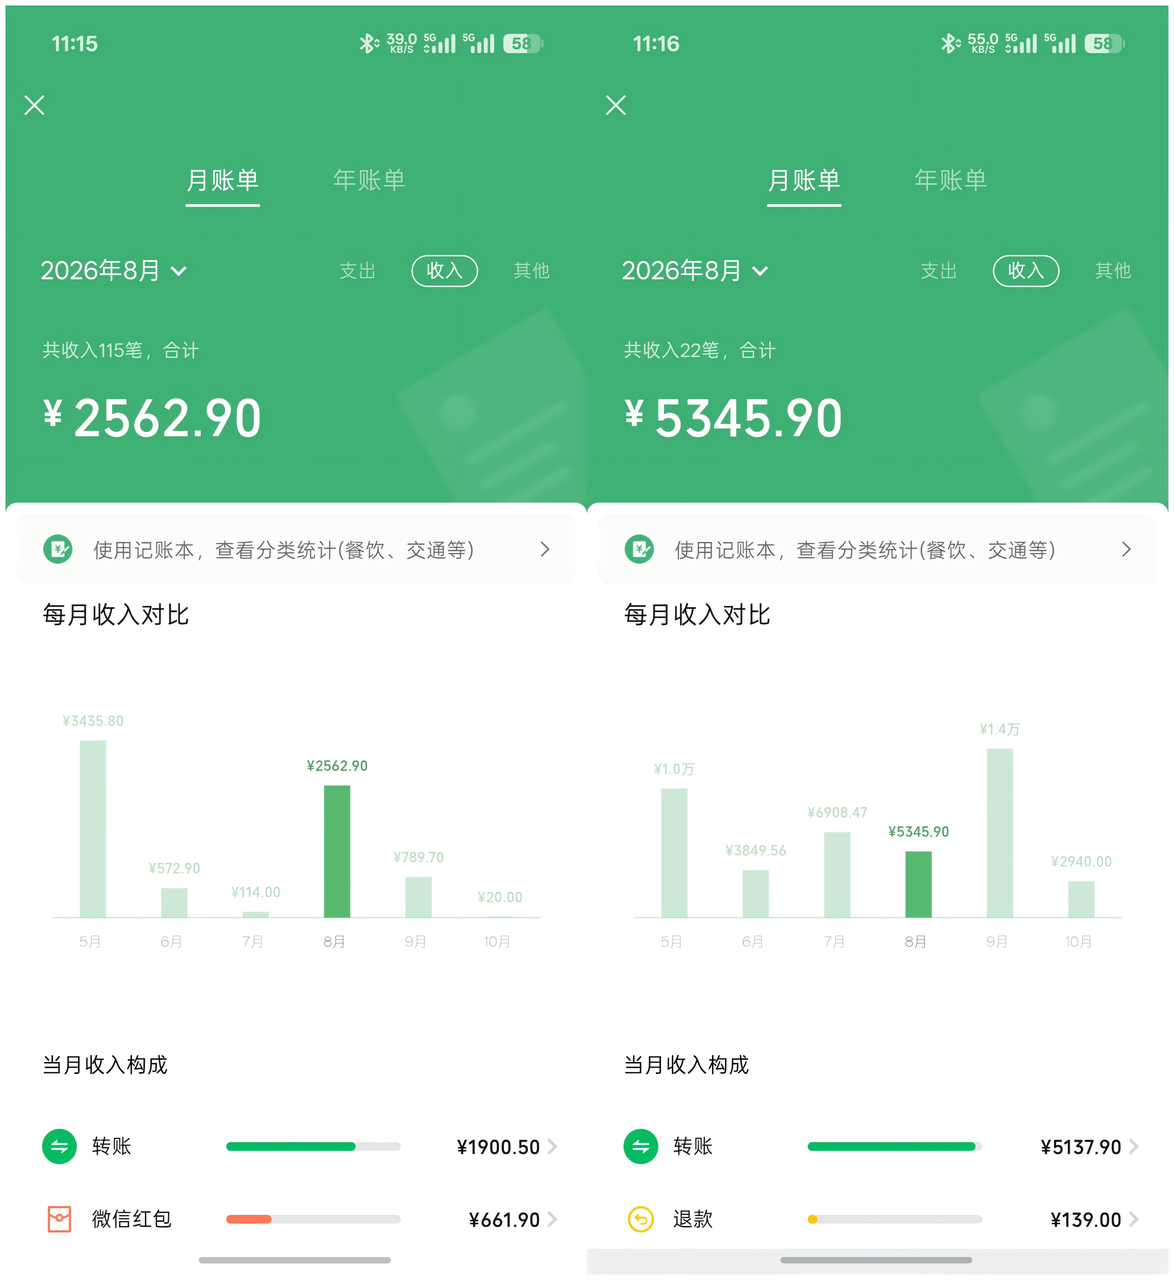 11:15
39.0 KB/S 5G 5G 58
月账单 年账单
2026年8月 支出 收入 其他
共收入115笔，合计
¥2562.90
使用记账本，查看分类统计(餐饮、交通等)
每月收入对比
¥3435.80
¥2562.90
¥572.90
¥114.00
¥789.70
¥20.00
5月 6月 7月 8月 9月 10月
当月收入构成
转账 ¥1900.50
微信红包 ¥661.90
11:16
55.0 KB/S 5G 5G 58
月账单 年账单
2026年8月 支出 收入 其他
共收入22笔，合计
¥5345.90
使用记账本，查看分类统计(餐饮、交通等)
每月收入对比
¥1.4万
¥1.0万
¥6908.47
¥5345.90
¥3849.56
¥2940.00
5月 6月 7月 8月 9月 10月
当月收入构成
转账 ¥5137.90
退款 ¥139.00